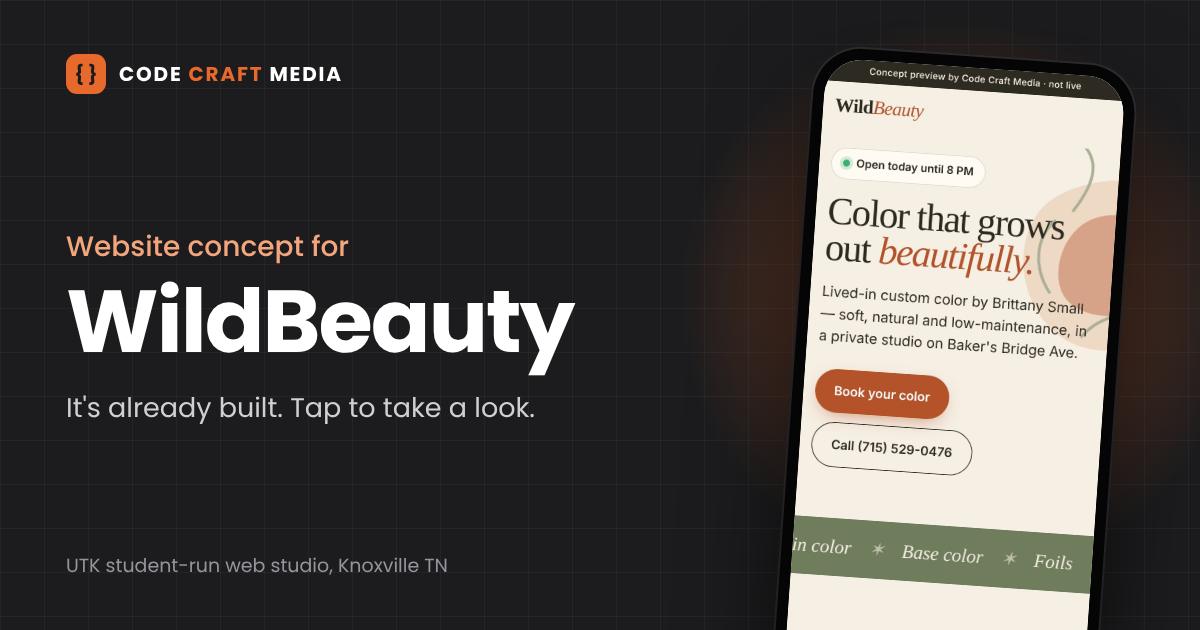 { } CODE CRAFT MEDIA
Website concept for
WildBeauty
It's already built. Tap to take a look.
UTK student-run web studio, Knoxville TN
Concept preview by Code Craft Media · not live
WildBeauty
Open today until 8 PM
Color that grows
out beautifully.
Lived-in custom color by Brittany Small
— soft, natural and low-maintenance, in
a private studio on Baker's Bridge Ave.
Book your color
Call (715) 529-0476
in color ✶ Base color ✶ Foils